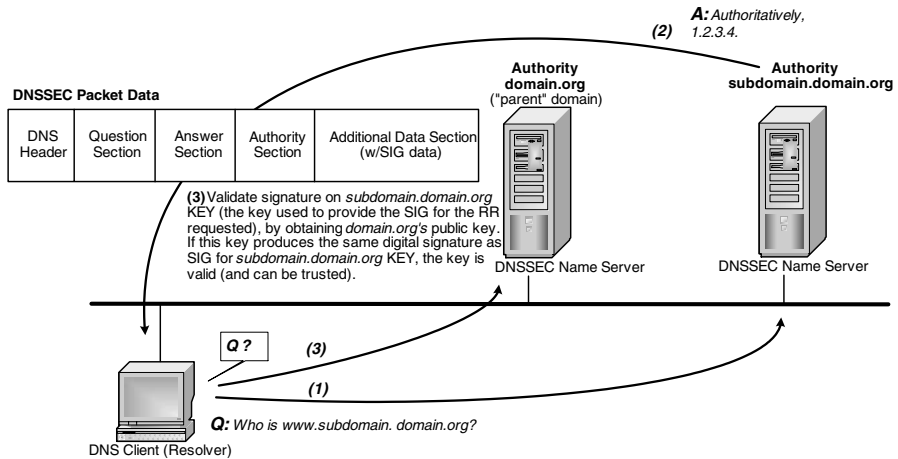 A: Authoritatively,
1.2.3.4.
(2)
Authority
domain.org
("parent" domain)
Authority
subdomain.domain.org
DNSSEC Packet Data
DNS
Header
Question
Section
Answer
Section
Authority
Section
Additional Data Section
(w/SIG data)
(3) Validate signature on subdomain.domain.org
KEY (the key used to provide the SIG for the RR
requested), by obtaining domain.org's public key.
If this key produces the same digital signature as
SIG for subdomain.domain.org KEY, the key is
valid (and can be trusted).
DNSSEC Name Server
DNSSEC Name Server
Q ?
(3)
(1)
Q: Who is www.subdomain. domain.org?
DNS Client (Resolver)